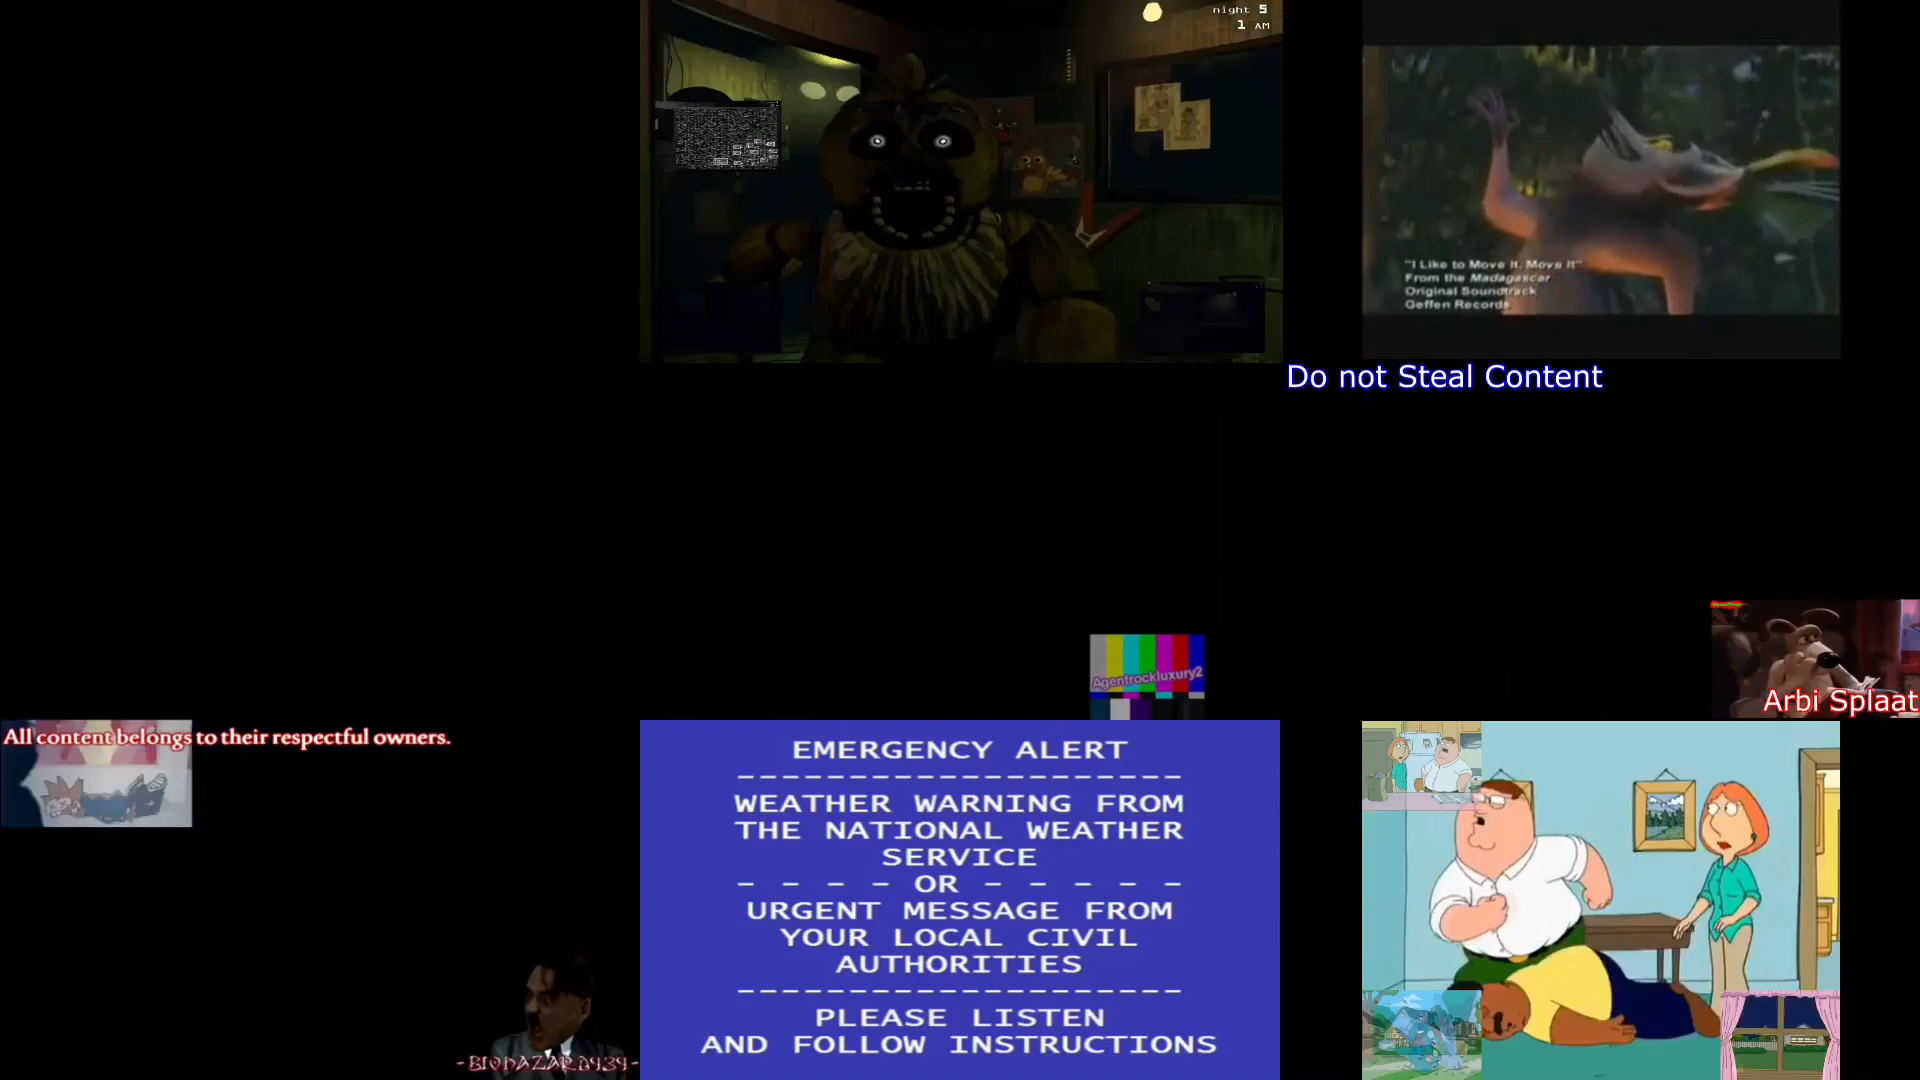 night 5
1 AM
"I Like to Move It, Move It"
From the Madagascar
Original Soundtrack
Geffen Records
Do not Steal Content
Agentrockluxury2
Arbi Splaat
All content belongs to their respectful owners.
EMERGENCY ALERT
WEATHER WARNING FROM
THE NATIONAL WEATHER
SERVICE
- - - - OR - - - - -
URGENT MESSAGE FROM
YOUR LOCAL CIVIL
AUTHORITIES
PLEASE LISTEN
AND FOLLOW INSTRUCTIONS
-BIOHAZARD434-